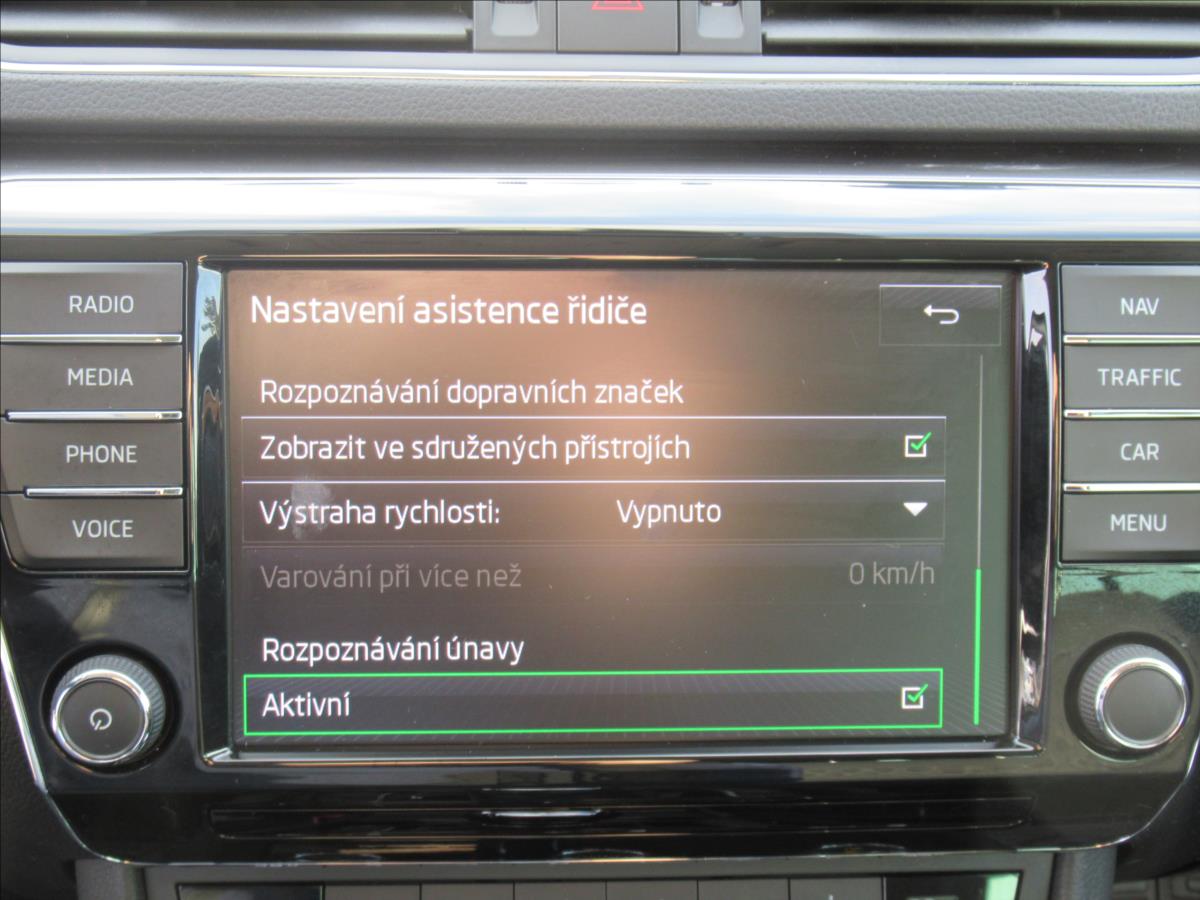 RADIO
MEDIA
PHONE
VOICE
Nastavení asistence řidiče
Rozpoznávání dopravních značek
Zobrazit ve sdružených přístrojích
Výstraha rychlosti: Vypnuto
Varování při více než 0 km/h
Rozpoznávání únavy
Aktivní
NAV
TRAFFIC
CAR
MENU